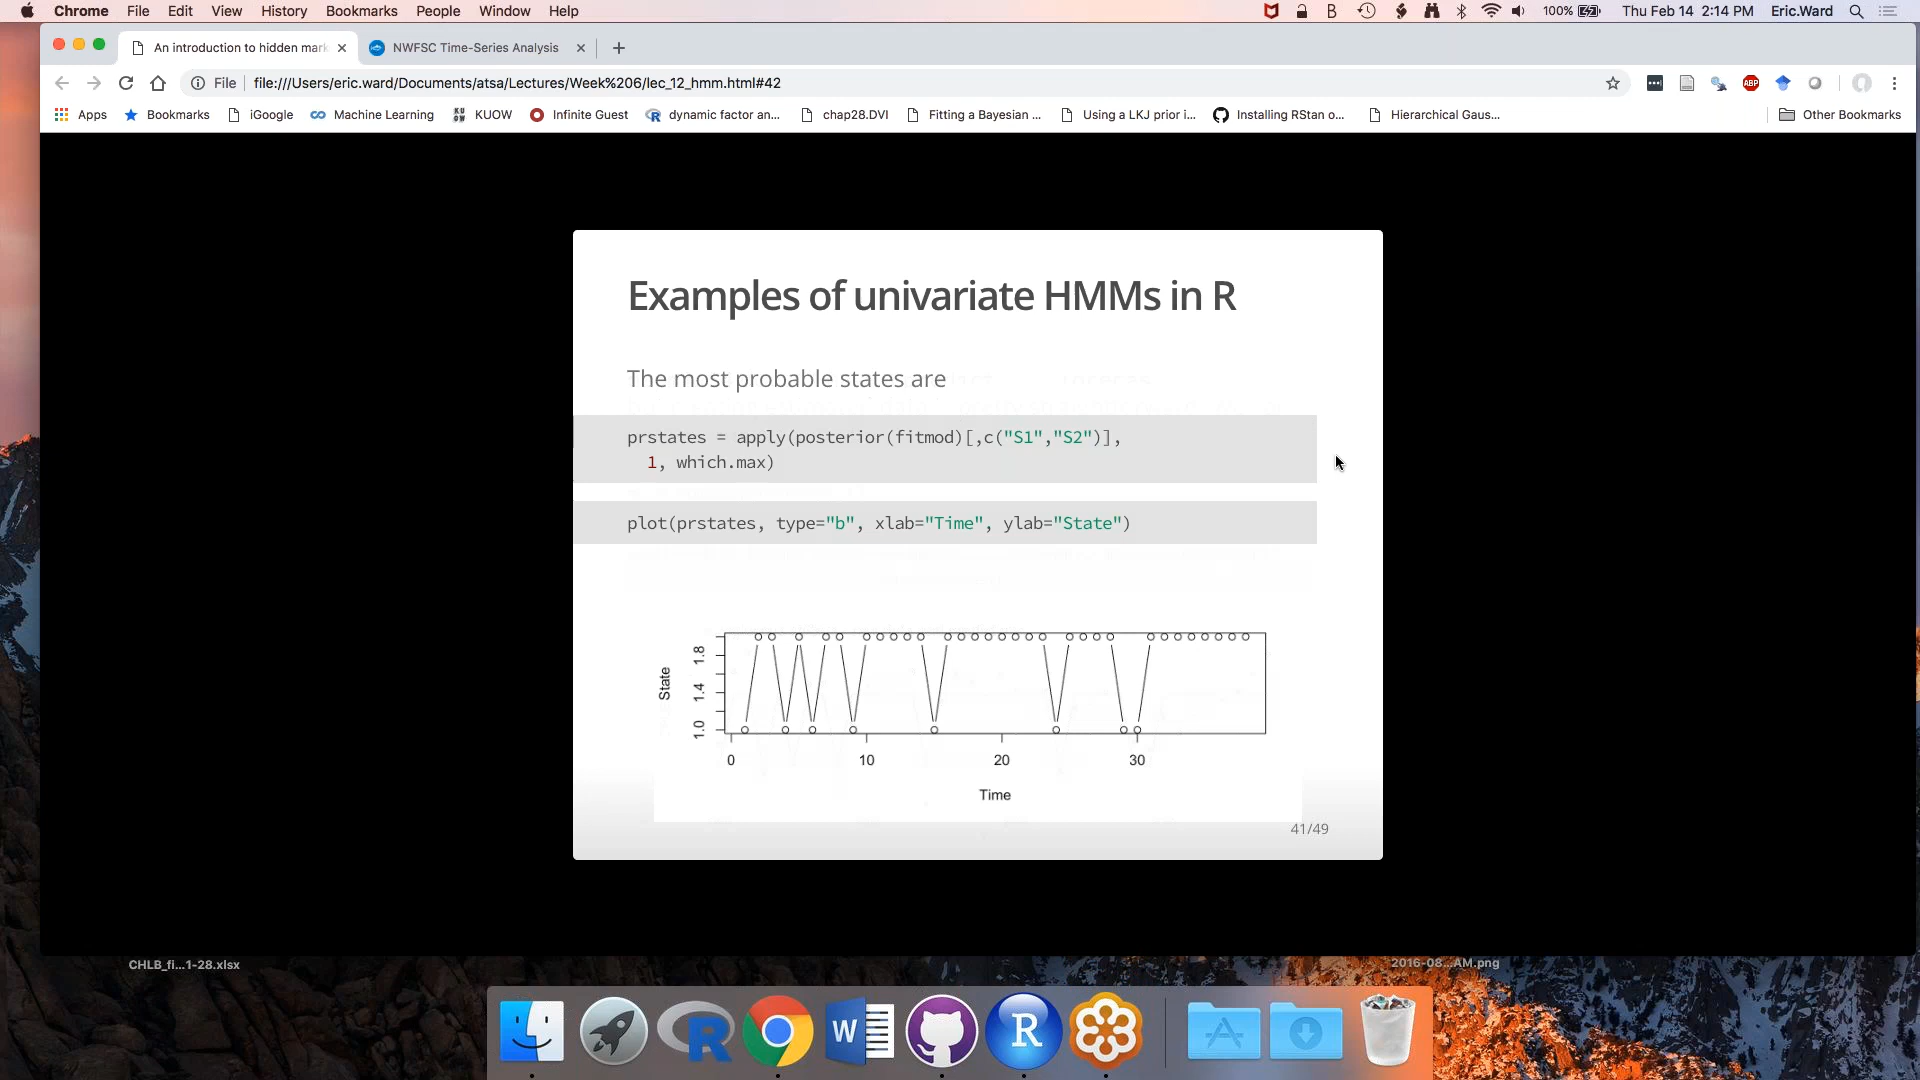 Chrome File Edit View History Bookmarks People Window Help 100% Thu Feb 14 2:14 PM Eric.Ward
An introduction to hidden mar NWFSC Time-Series Analysis
File file:///Users/eric.ward/Documents/atsa/Lectures/Week%206/lec_12_hmm.html#42 ABP
Apps Bookmarks iGoogle Machine Learning KUOW KUOW Infinite Guest dynamic factor an... chap28.DVI Fitting a Bayesian ... Using a LKJ prior i... Installing RStan o... Hierarchical Gaus... Other Bookmarks
Examples of univariate HMMs in R
The most probable states are
prstates = apply(posterior(fitmod)[,c("S1","S2")],
1, which.max)
plot(prstates, type="b", xlab="Time", ylab="State")
State
1.8
1.4
1.0
0 10 20 30
Time
41/49
CHLB_fi...1-28.xlsx 2016-08...AM.png
R W R